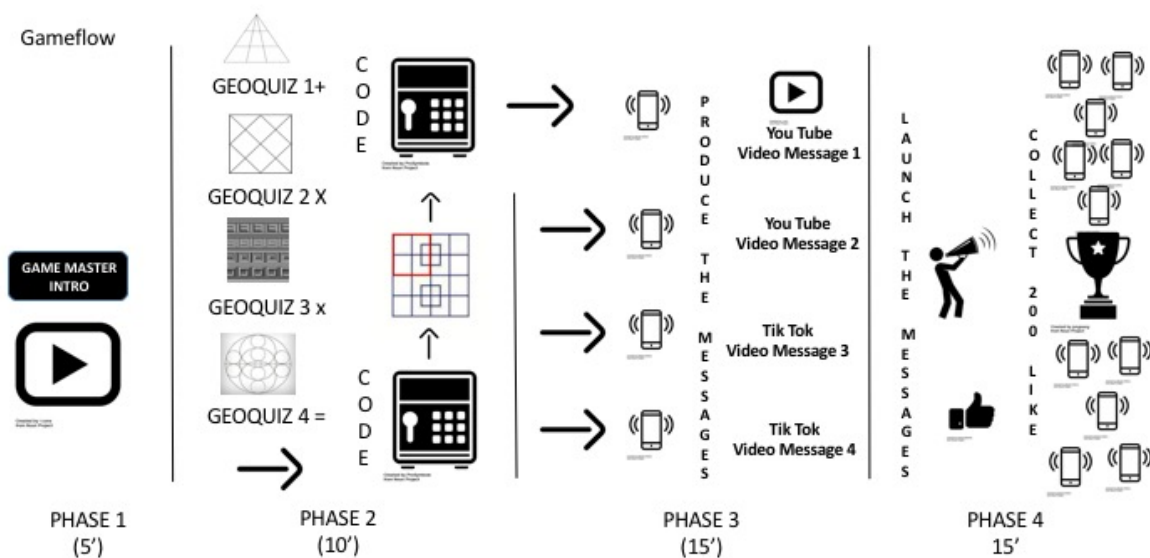 Gameflow
GAME MASTER
INTRO
PHASE 1
(5')
GEOQUIZ 1+
GEOQUIZ 2 X
GEOQUIZ 3 x
GEOQUIZ 4 =
CODE
CODE
PHASE 2
(10')
PRODUCE THE MESSAGES
You Tube
Video Message 1
You Tube
Video Message 2
Tik Tok
Video Message 3
Tik Tok
Video Message 4
PHASE 3
(15')
LAUNCH THE MESSAGES
COLLECT 200 LIKE
PHASE 4
15'